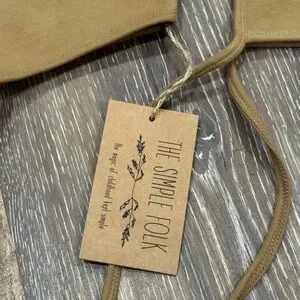 THE SIMPLE FOLK
the magic of childhood kept simple